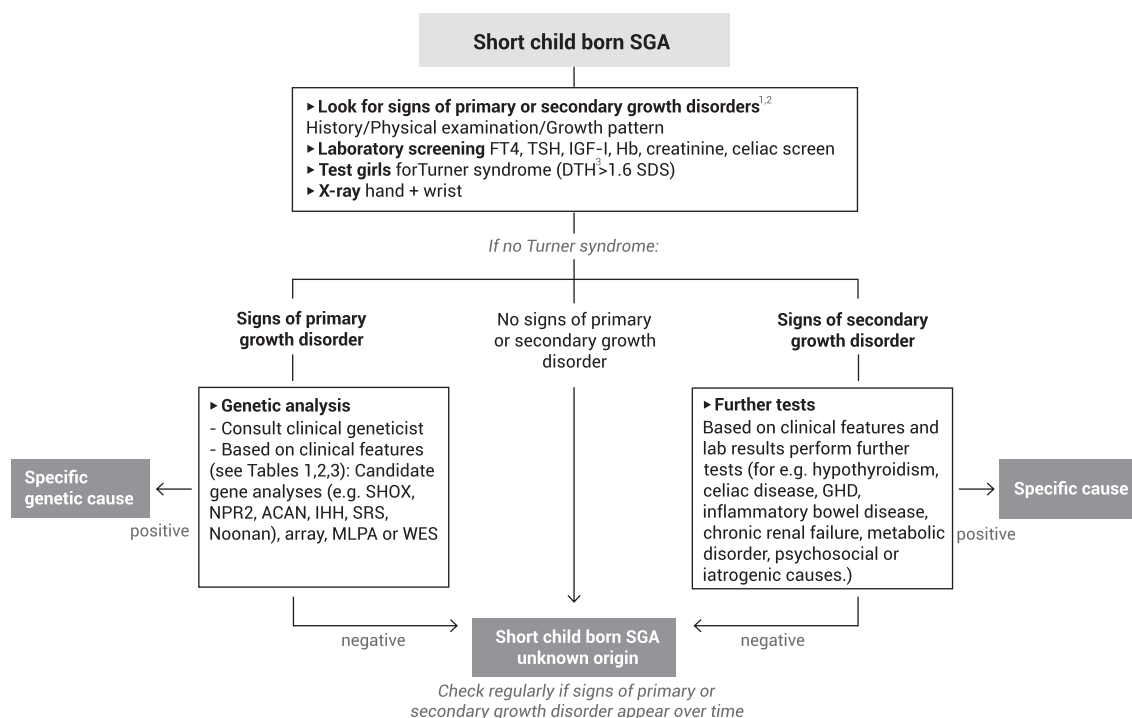 Short child born SGA
▸ Look for signs of primary or secondary growth disorders1,2
History/Physical examination/Growth pattern
▸ Laboratory screening FT4, TSH, IGF-I, Hb, creatinine, celiac screen
▸ Test girls forTurner syndrome (DTH3>1.6 SDS)
▸ X-ray hand + wrist
If no Turner syndrome:
Signs of primary
growth disorder
No signs of primary
or secondary growth
disorder
Signs of secondary
growth disorder
▸ Genetic analysis
- Consult clinical geneticist
- Based on clinical features
(see Tables 1,2,3): Candidate
gene analyses (e.g. SHOX,
NPR2, ACAN, IHH, SRS,
Noonan), array, MLPA or WES
▸ Further tests
Based on clinical features and
lab results perform further
tests (for e.g. hypothyroidism,
celiac disease, GHD,
inflammatory bowel disease,
chronic renal failure, metabolic
disorder, psychosocial or
iatrogenic causes.)
Specific
genetic cause
positive
Specific cause
positive
negative
negative
Short child born SGA
unknown origin
Check regularly if signs of primary or
secondary growth disorder appear over time